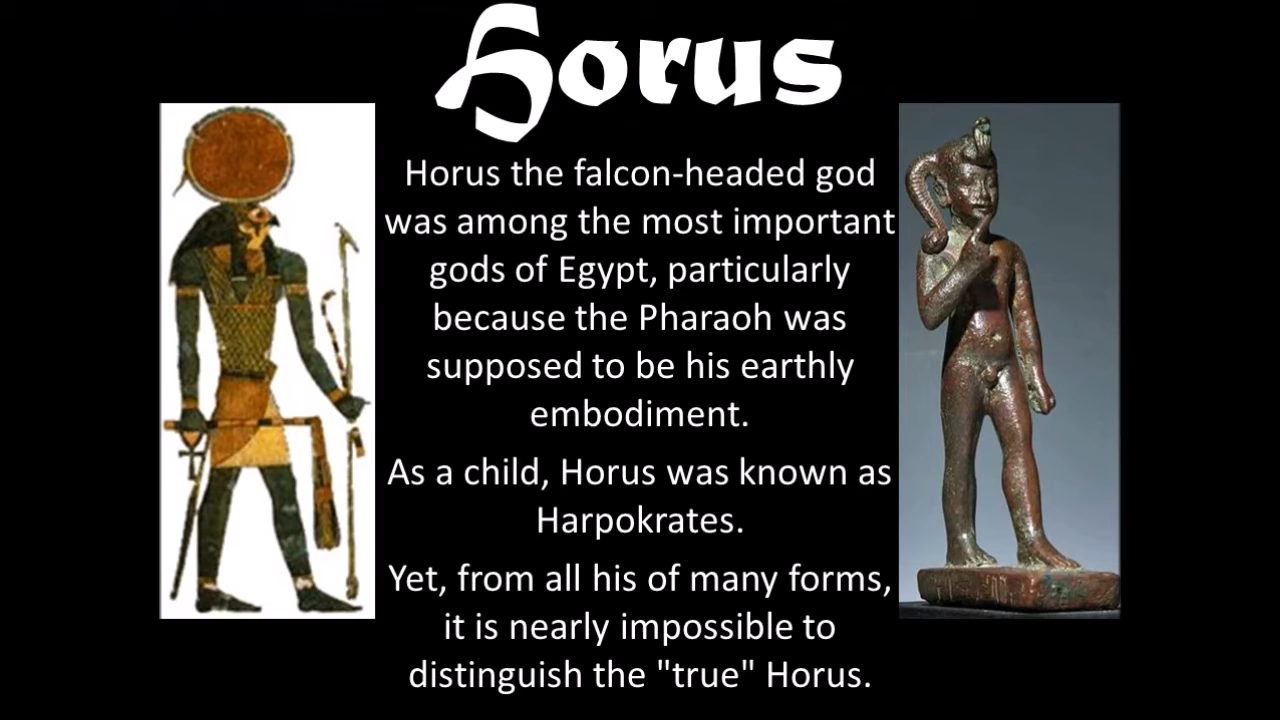 Horus
Horus the falcon-headed god
was among the most important
gods of Egypt, particularly
because the Pharaoh was
supposed to be his earthly
embodiment.
As a child, Horus was known as
Harpokrates.
Yet, from all his of many forms,
it is nearly impossible to
distinguish the "true" Horus.